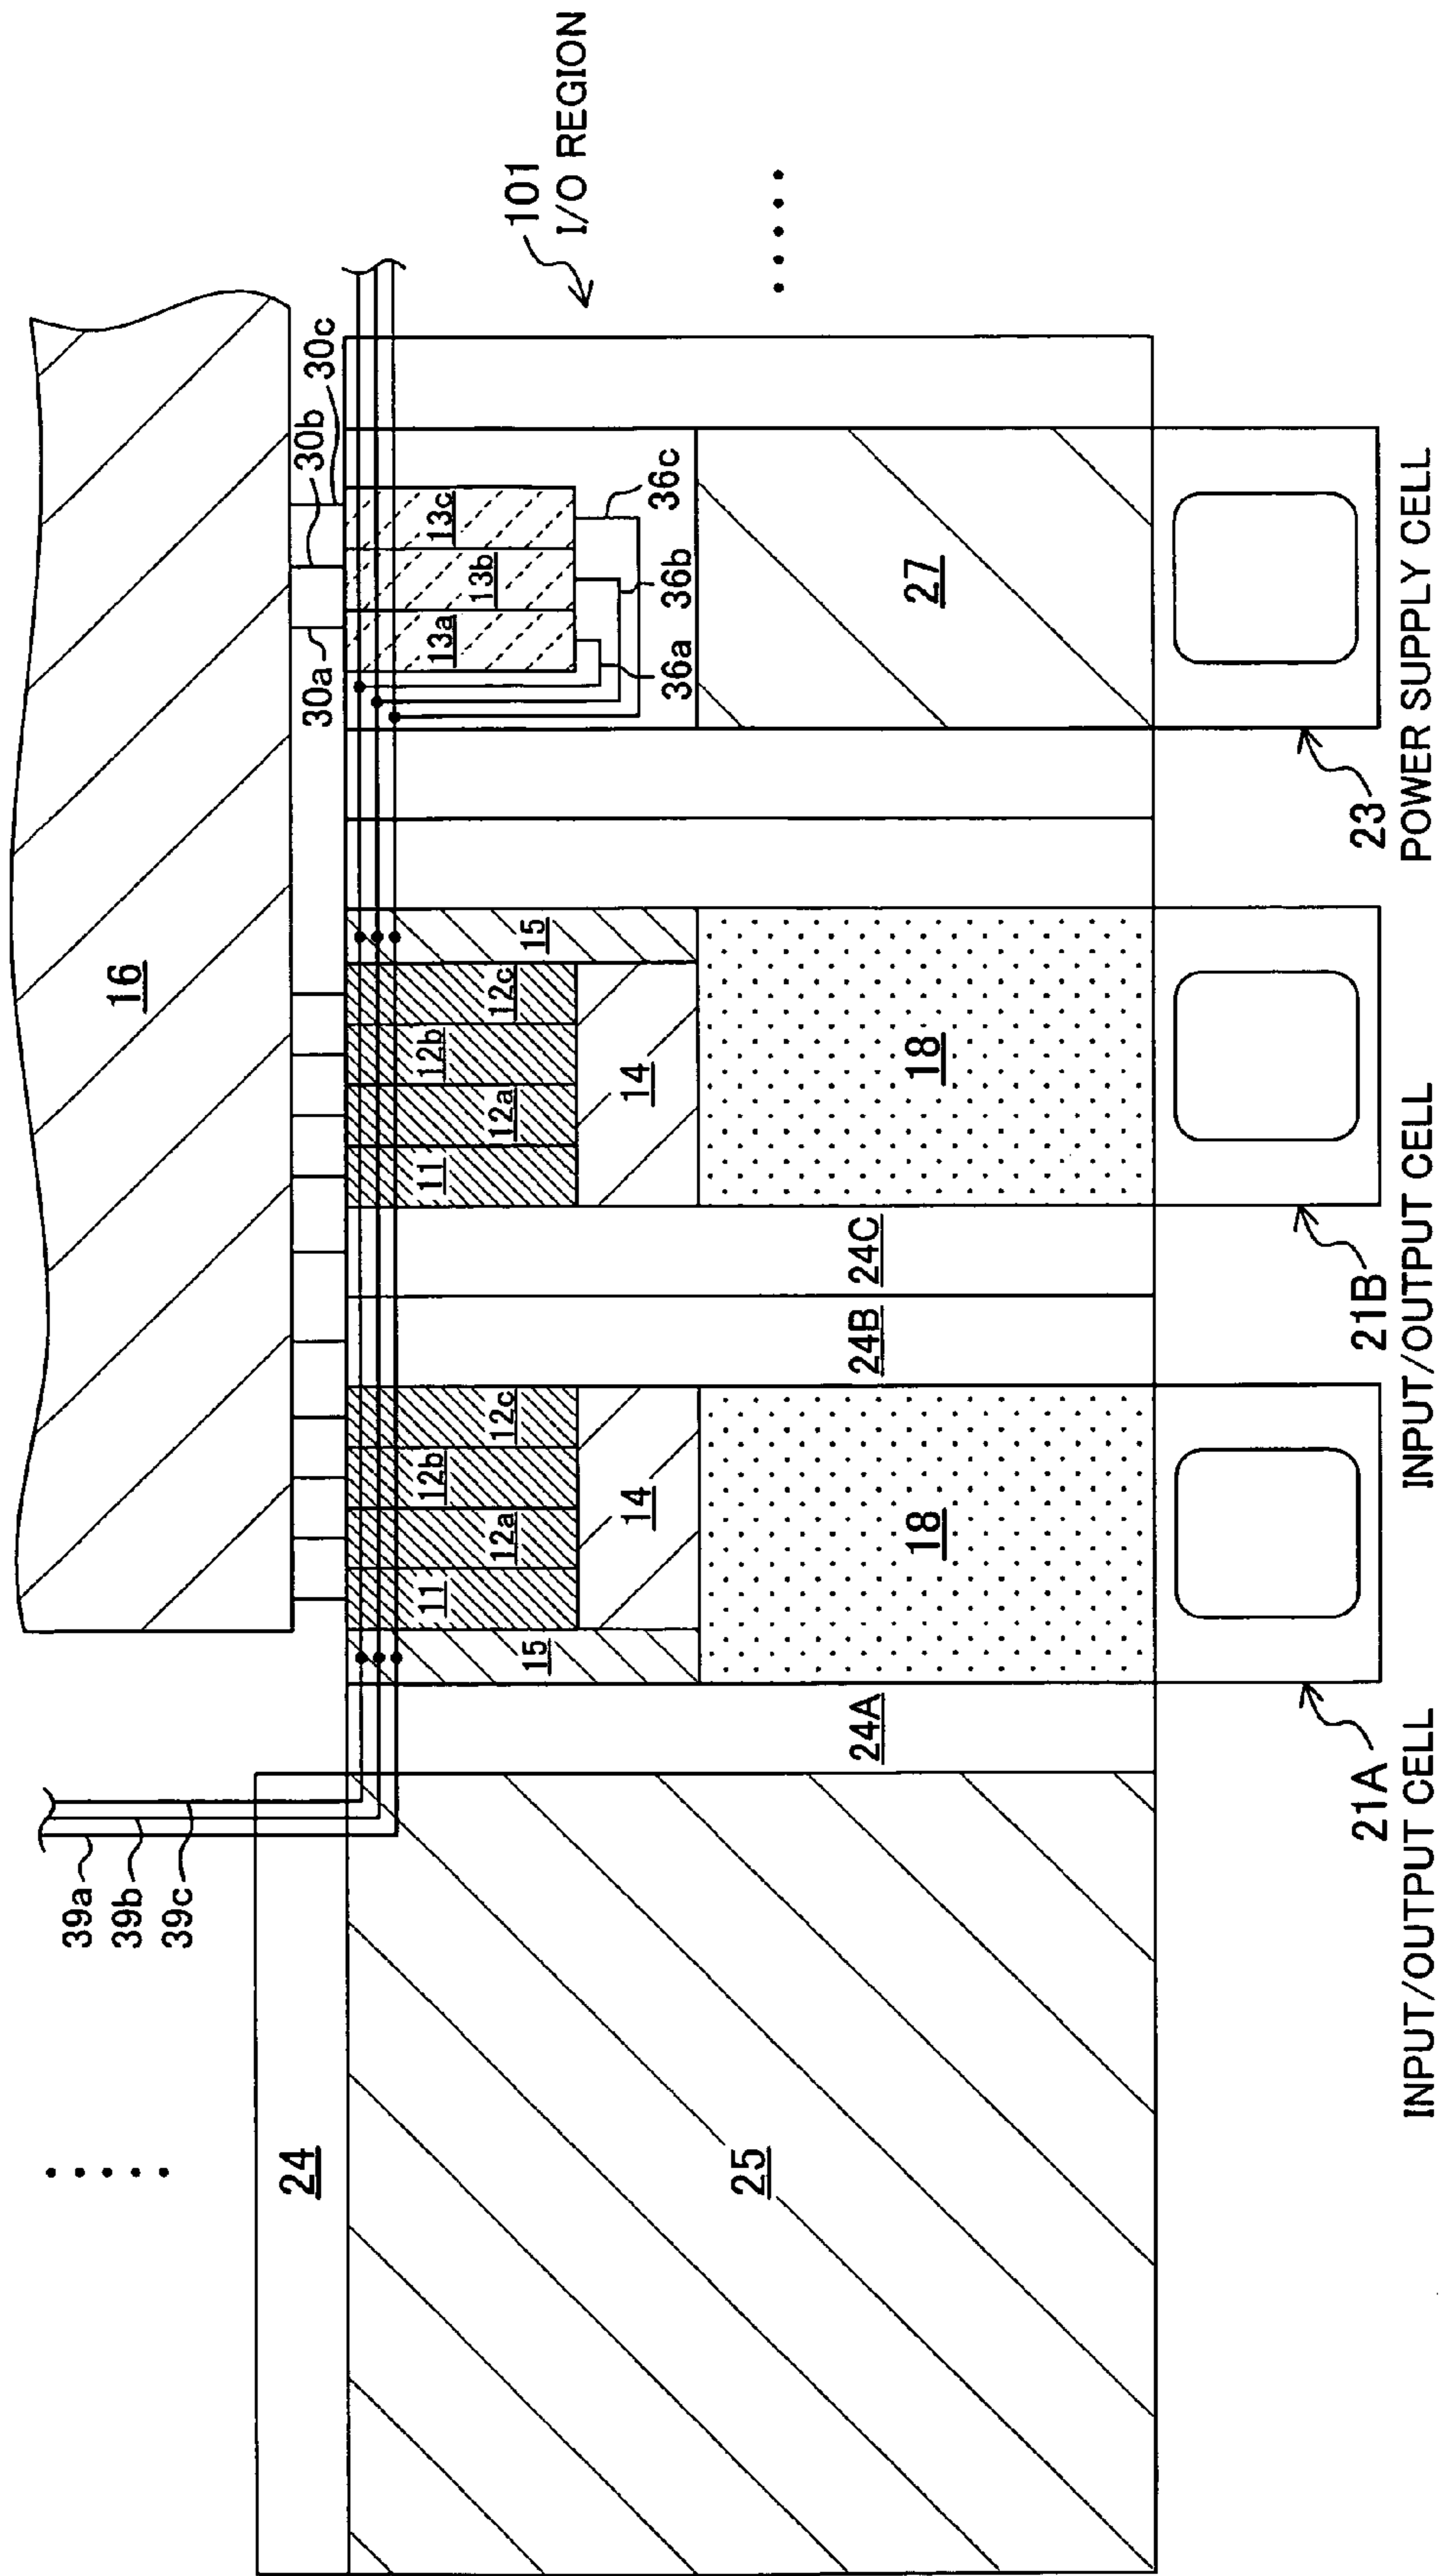 16
101
I/O REGION
30a
30b
30c
39a
39b
39c
24
25
24A
15
11
12a
12b
12c
14
18
24B
24C
11
12a
12b
12c
15
14
18
13a
13b
13c
36a
36b
36c
27
21A
INPUT/OUTPUT CELL
21B
INPUT/OUTPUT CELL
23
POWER SUPPLY CELL